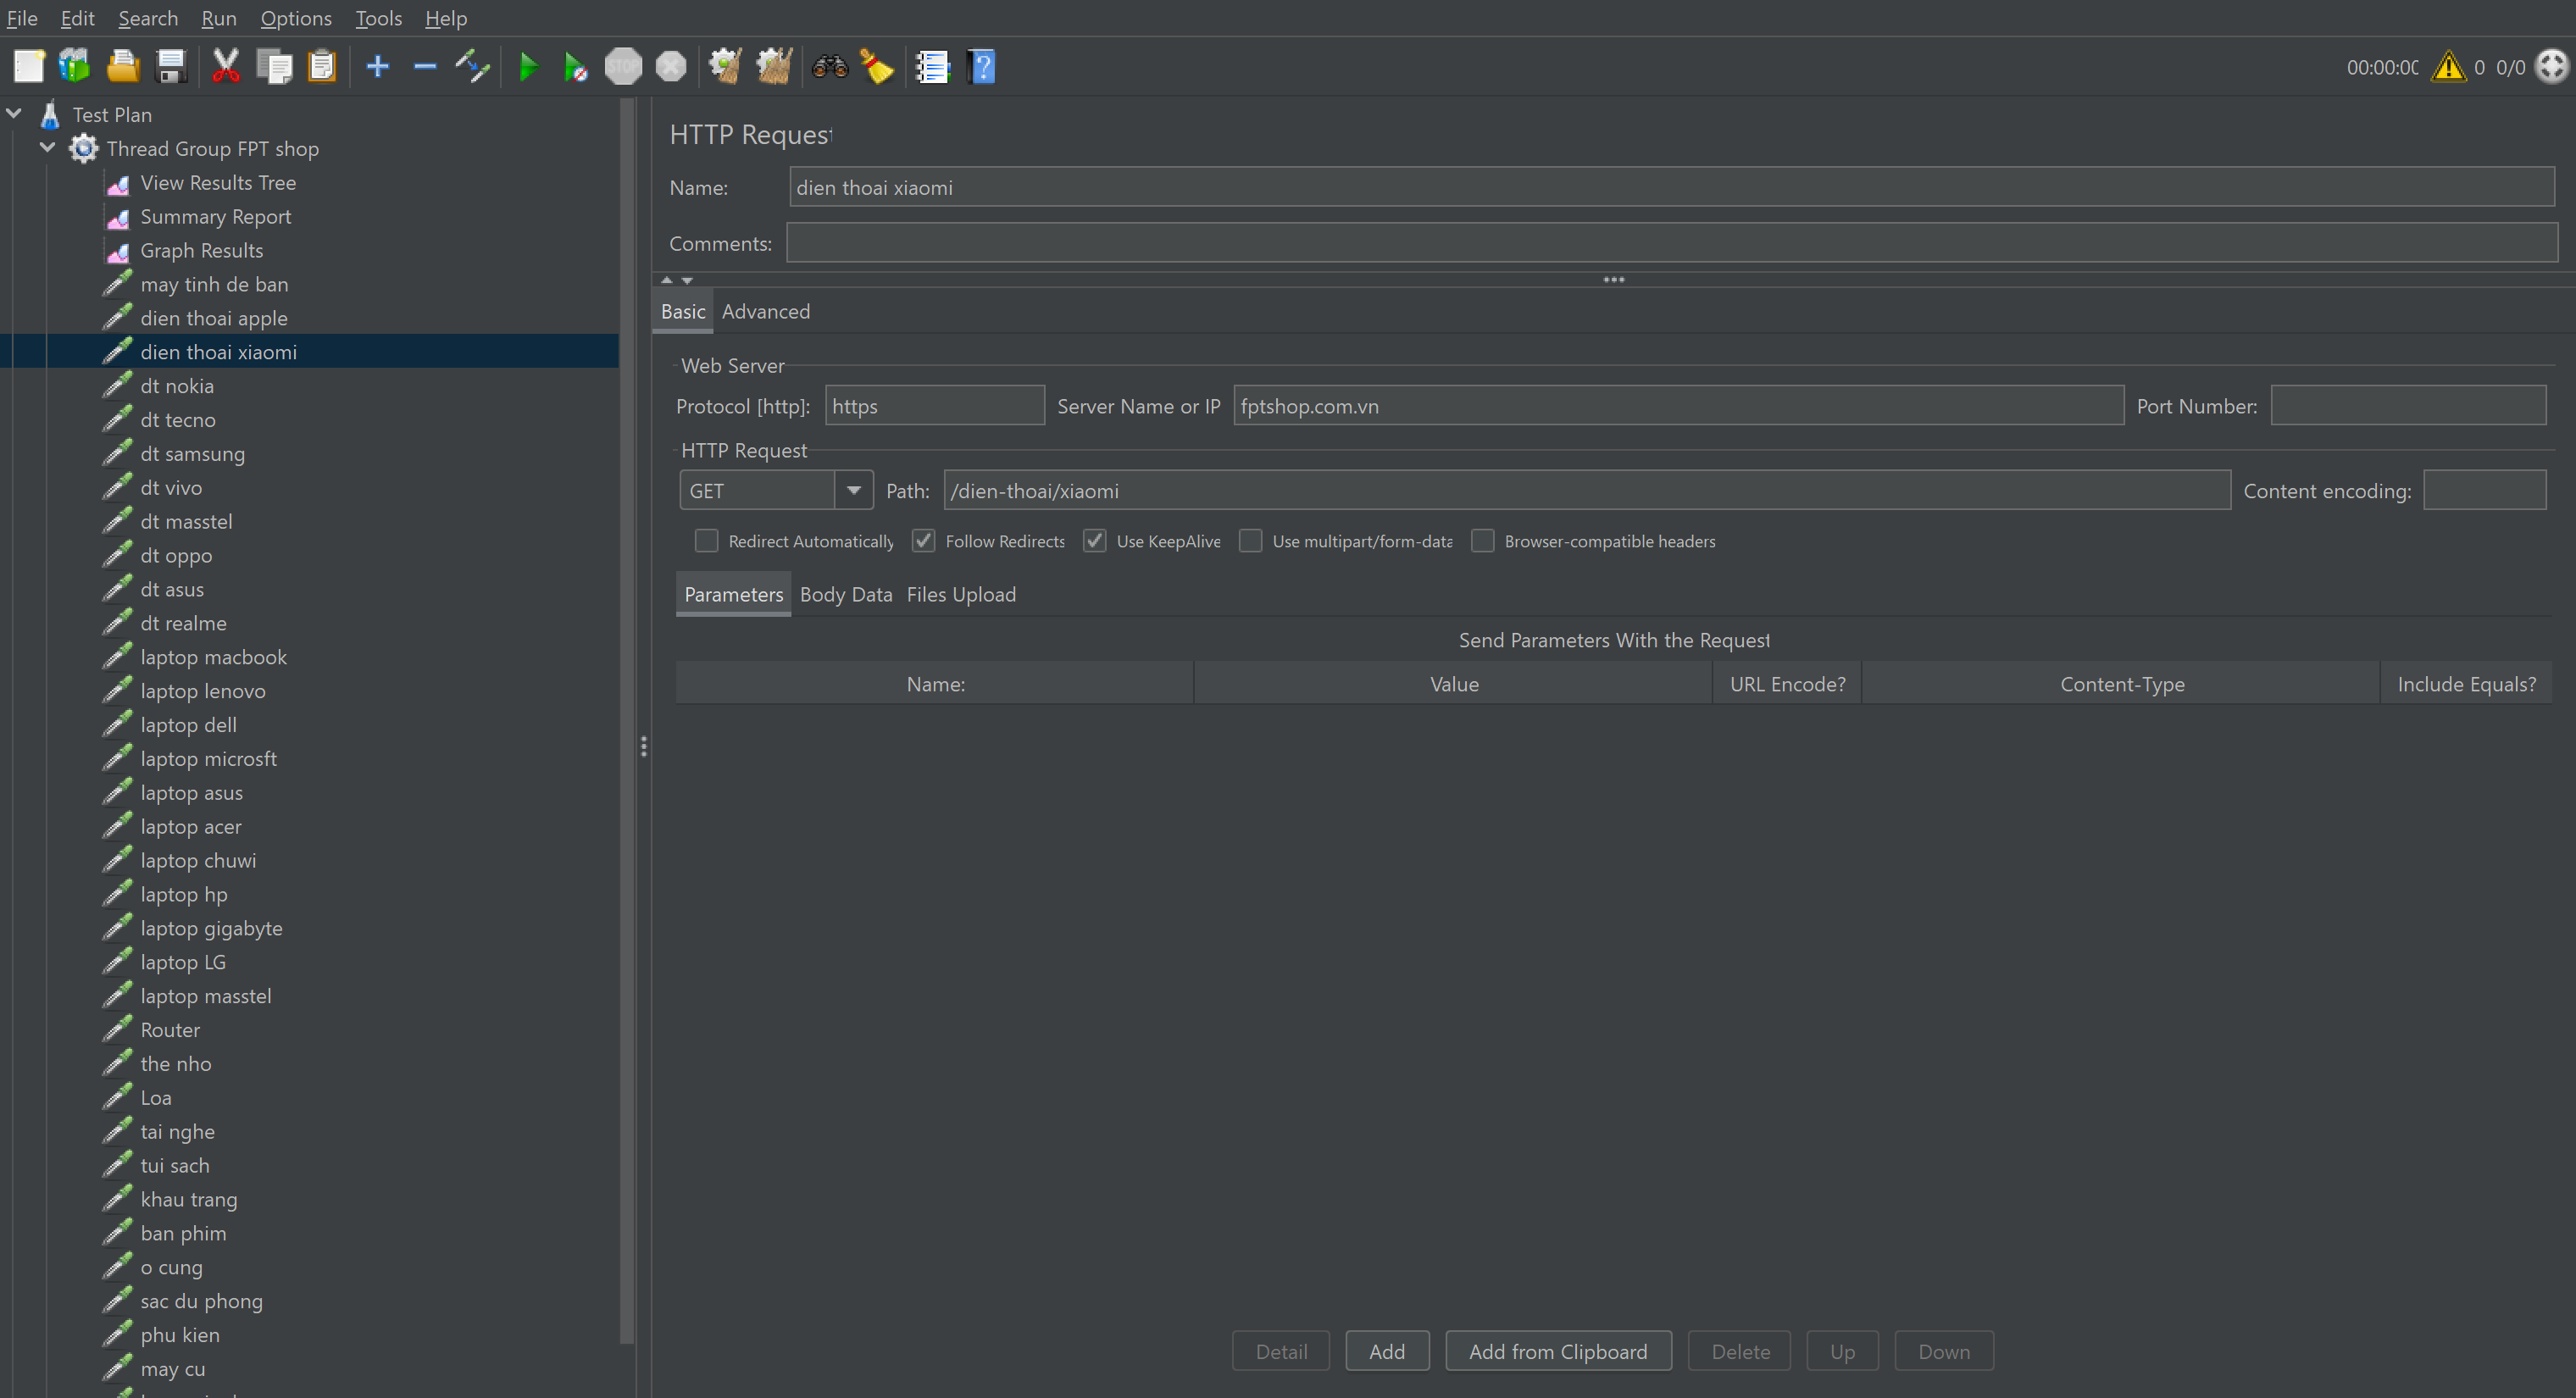 File Edit Search Run Options Tools Help
STOP
00:00:00 0 0/0
Test Plan
Thread Group FPT shop
View Results Tree
Summary Report
Graph Results
may tinh de ban
dien thoai apple
dien thoai xiaomi
dt nokia
dt tecno
dt samsung
dt vivo
dt masstel
dt oppo
dt asus
dt realme
laptop macbook
laptop lenovo
laptop dell
laptop microsft
laptop asus
laptop acer
laptop chuwi
laptop hp
laptop gigabyte
laptop LG
laptop masstel
Router
the nho
Loa
tai nghe
tui sach
khau trang
ban phim
o cung
sac du phong
phu kien
may cu
HTTP Request
Name: dien thoai xiaomi
Comments:
Basic Advanced
Web Server
Protocol [http]: https Server Name or IP fptshop.com.vn Port Number:
HTTP Request
GET Path: /dien-thoai/xiaomi Content encoding:
Redirect Automatically Follow Redirects Use KeepAlive Use multipart/form-data Browser-compatible headers
Parameters Body Data Files Upload
Send Parameters With the Request
Name: Value URL Encode? Content-Type Include Equals?
Detail Add Add from Clipboard Delete Up Down